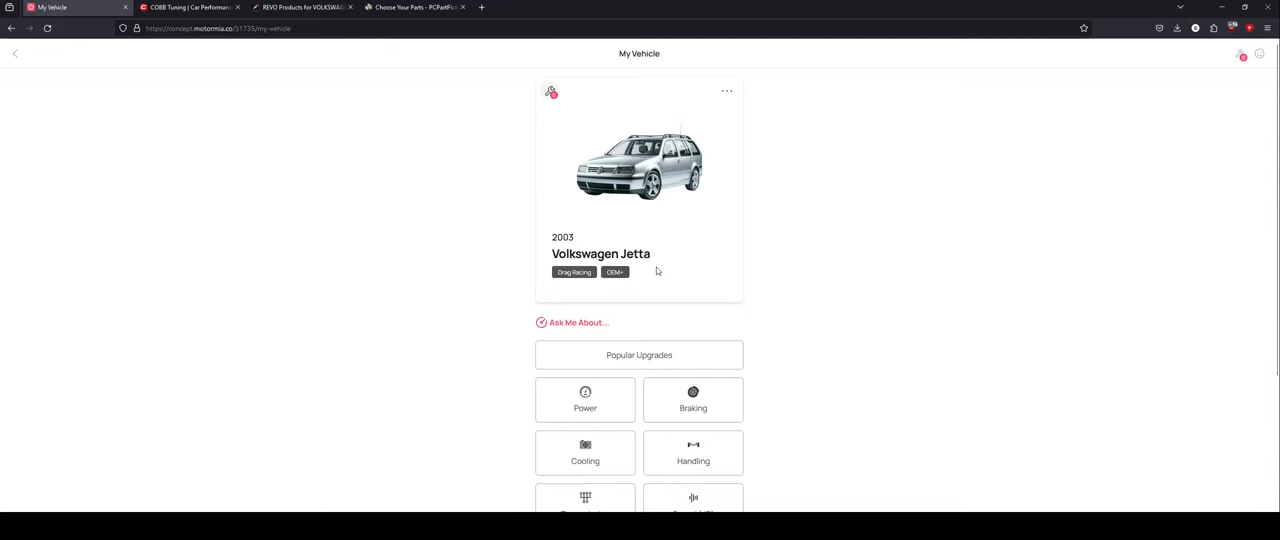 My Vehicle
COBB Tuning | Car Performanc
REVO Products for VOLKSWAG
Choose Your Parts - PCPartPick
https://concept.motormia.co/31735/my-vehicle
My Vehicle
0
0
2003
Volkswagen Jetta
Drag Racing
OEM+
Ask Me About...
Popular Upgrades
Power
Braking
Cooling
Handling